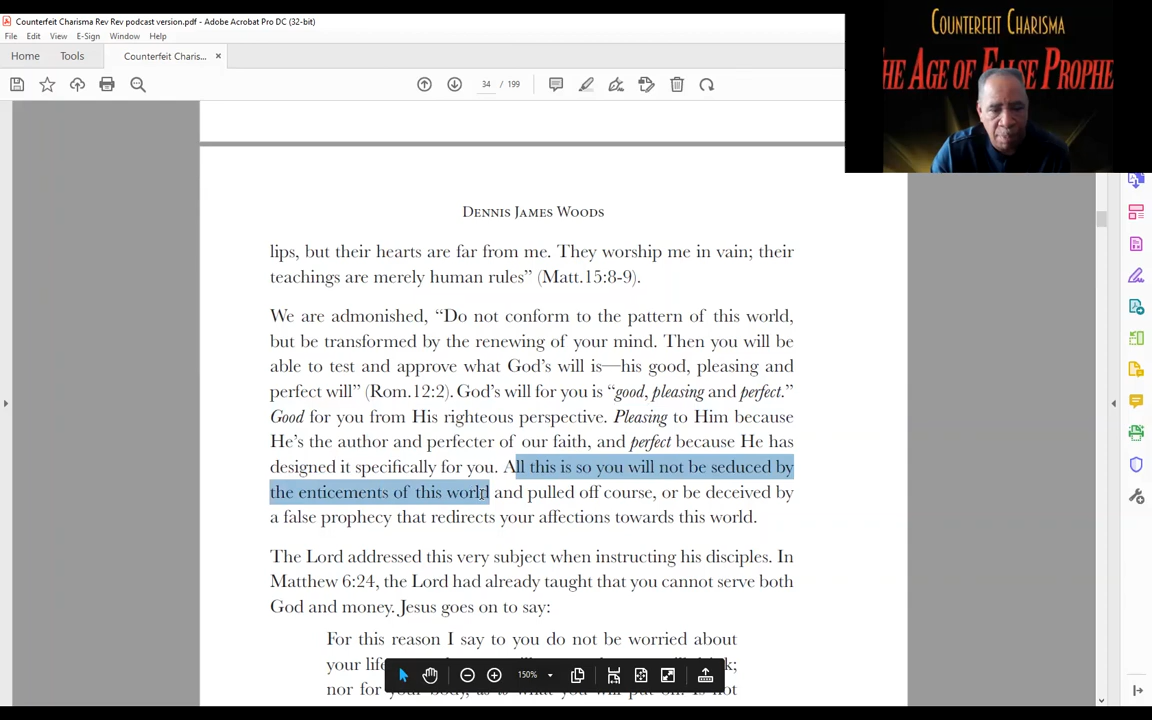 Counterfeit Charisma Rev Rev podcast version.pdf - Adobe Acrobat Pro DC (32-bit)
File Edit View E-Sign Window Help
Home Tools Counterfeit Charis... ×
34 / 199
COUNTERFEIT CHARISMA
HE AGE OF FALSE PROPHE
DENNIS JAMES WOODS
lips, but their hearts are far from me. They worship me in vain; their
teachings are merely human rules” (Matt.15:8-9).
We are admonished, “Do not conform to the pattern of this world,
but be transformed by the renewing of your mind. Then you will be
able to test and approve what God’s will is—his good, pleasing and
perfect will” (Rom.12:2). God’s will for you is “good, pleasing and perfect.”
Good for you from His righteous perspective. Pleasing to Him because
He’s the author and perfecter of our faith, and perfect because He has
designed it specifically for you. All this is so you will not be seduced by
the enticements of this world and pulled off course, or be deceived by
a false prophecy that redirects your affections towards this world.
The Lord addressed this very subject when instructing his disciples. In
Matthew 6:24, the Lord had already taught that you cannot serve both
God and money. Jesus goes on to say:
For this reason I say to you do not be worried about
your life
nor for
not
150%